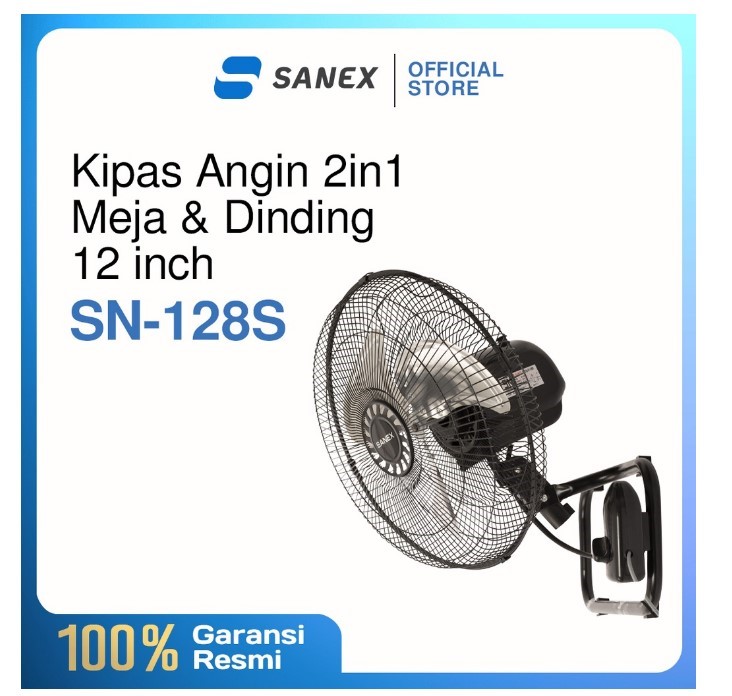 SANEX
OFFICIAL
STORE
Kipas Angin 2in1
Meja & Dinding
12 inch
SN-128S
SANEX
100% Garansi
Resmi